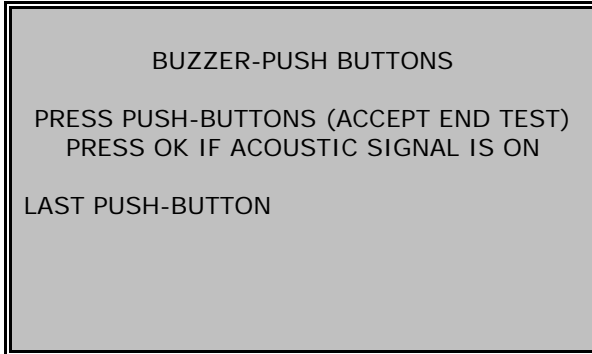 BUZZER-PUSH BUTTONS
PRESS PUSH-BUTTONS (ACCEPT END TEST)
PRESS OK IF ACOUSTIC SIGNAL IS ON
LAST PUSH-BUTTON